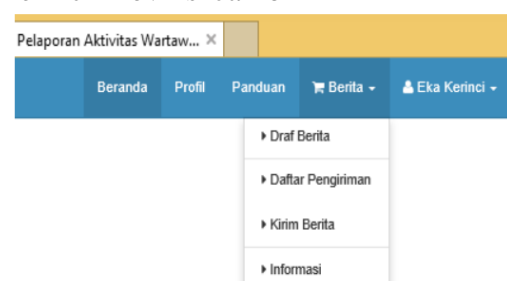 Pelaporan Aktivitas Wartaw...
Beranda Profil Panduan Berita Eka Kerinci
Draf Berita
Daftar Pengiriman
Kirim Berita
Informasi